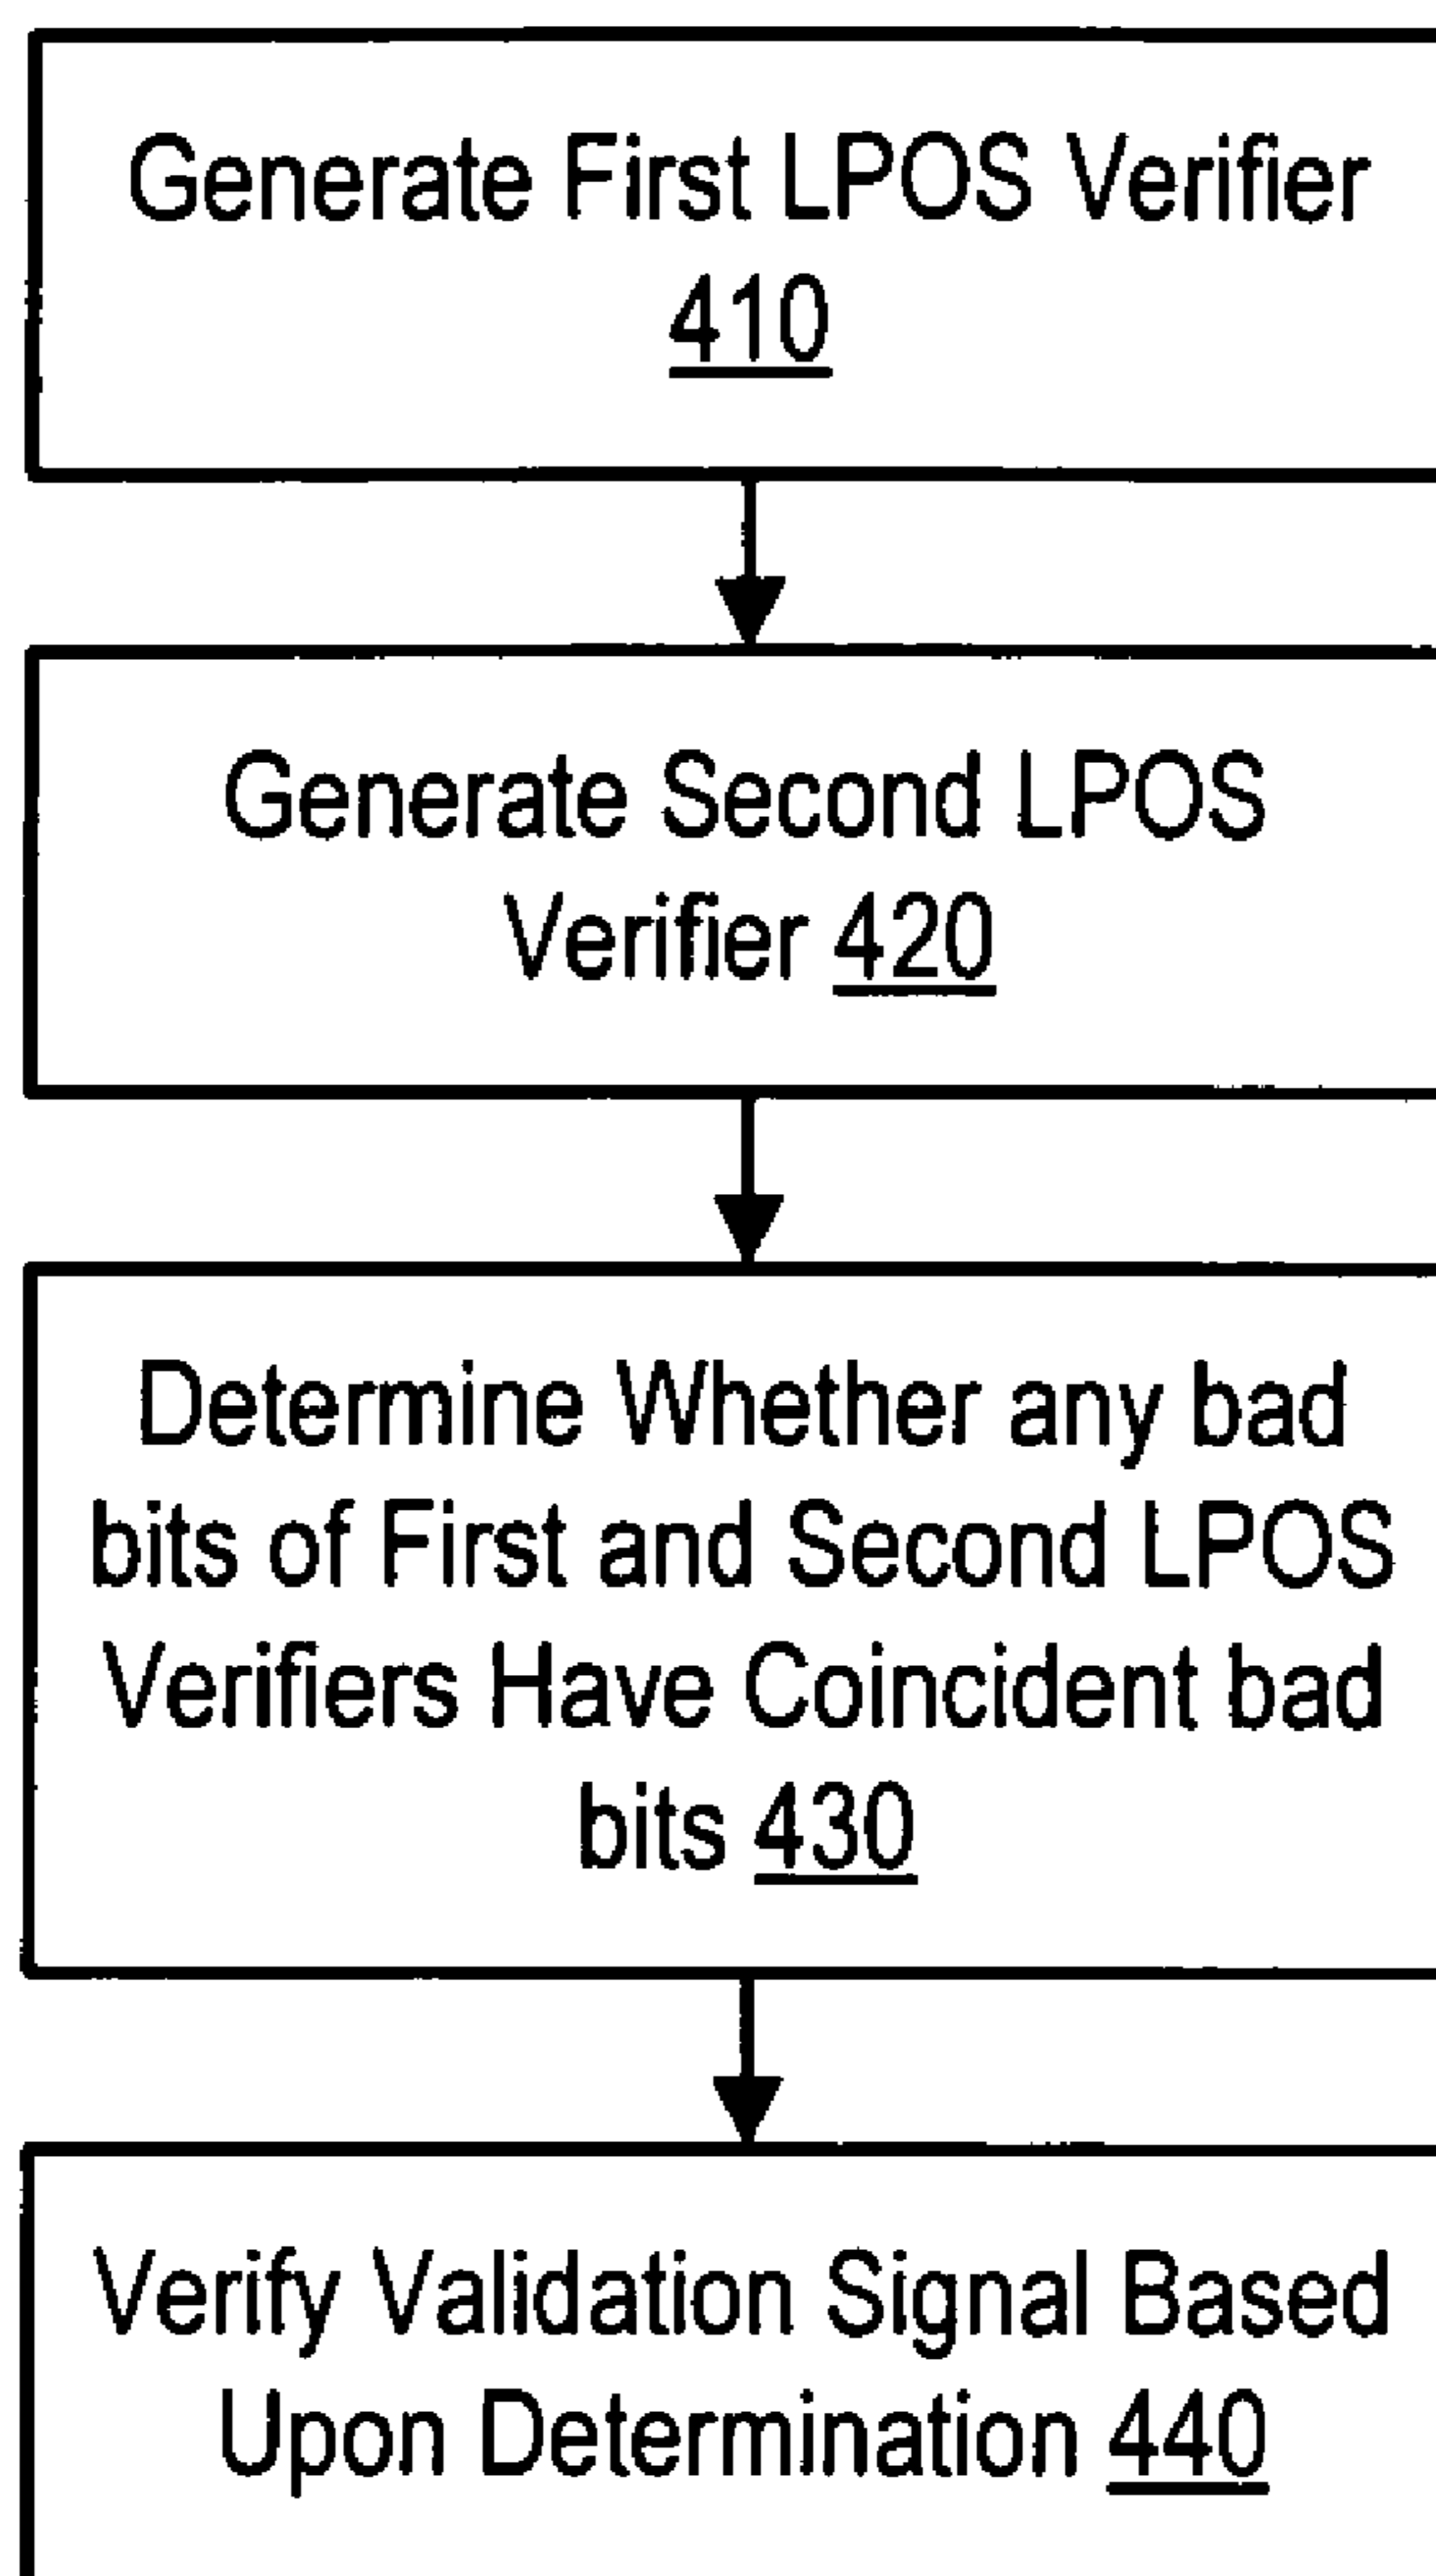 Generate First LPOS Verifier
410
Generate Second LPOS
Verifier 420
Determine Whether any bad
bits of First and Second LPOS
Verifiers Have Coincident bad
bits 430
Verify Validation Signal Based
Upon Determination 440